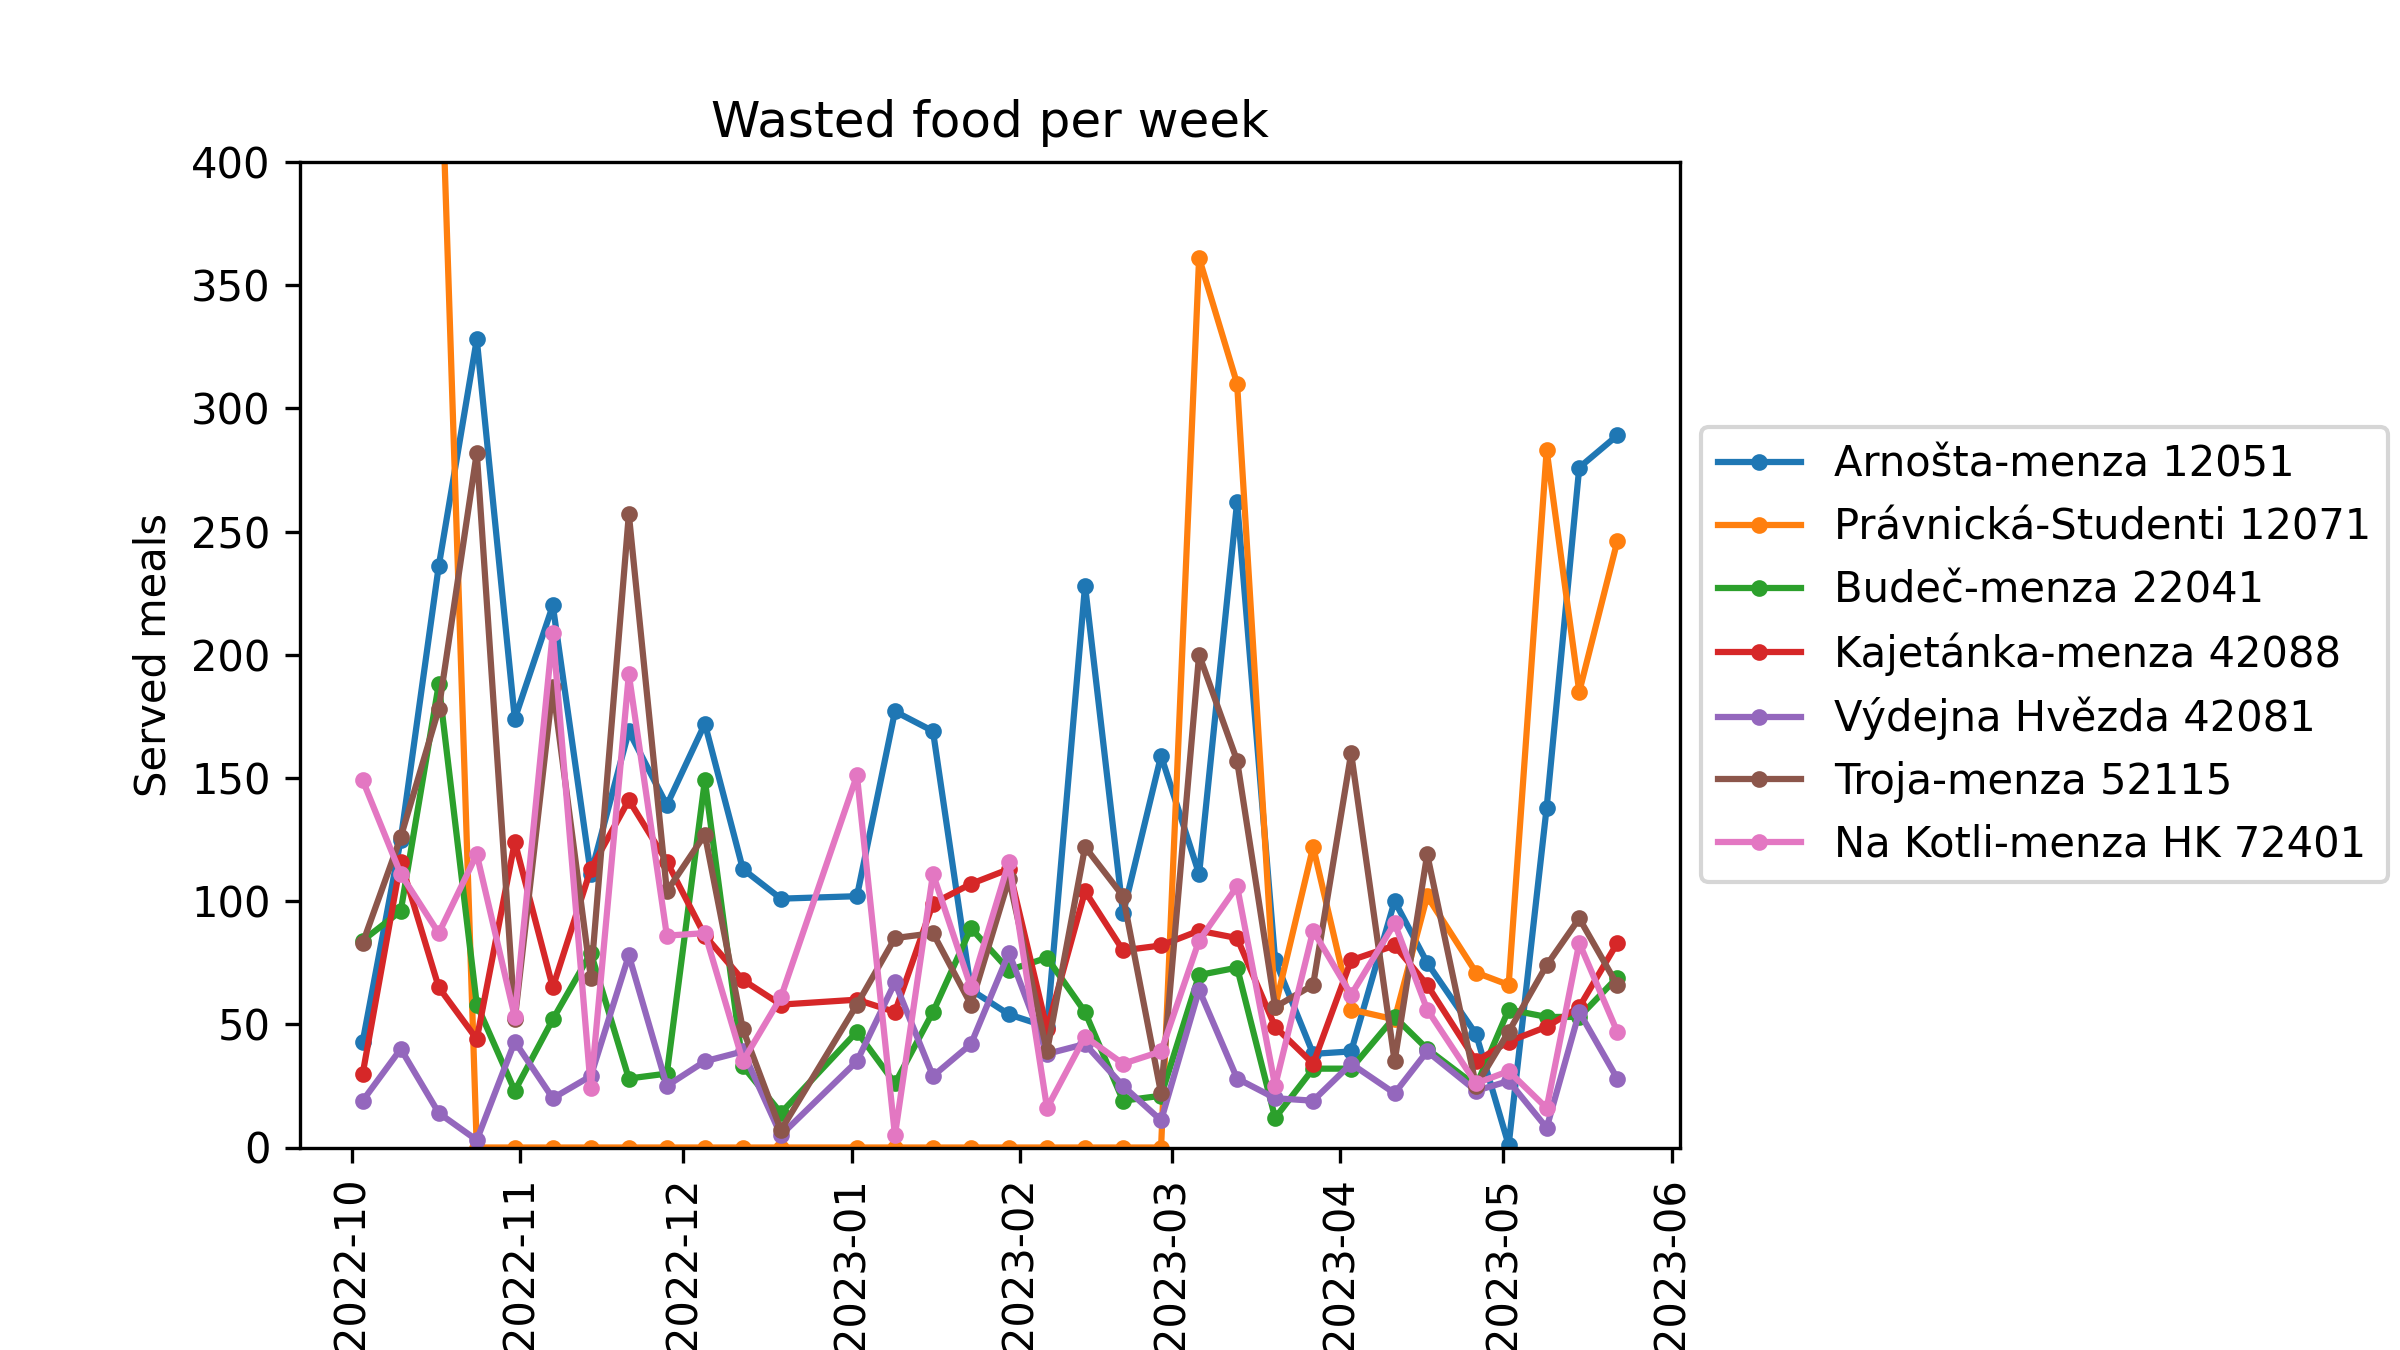 Wasted food per week
Served meals
400
350
300
250
200
150
100
50
0
2022-10
2022-11
2022-12
2023-01
2023-02
2023-03
2023-04
2023-05
2023-06
Arnošta-menza 12051
Právnická-Studenti 12071
Budeč-menza 22041
Kajetánka-menza 42088
Výdejna Hvězda 42081
Troja-menza 52115
Na Kotli-menza HK 72401